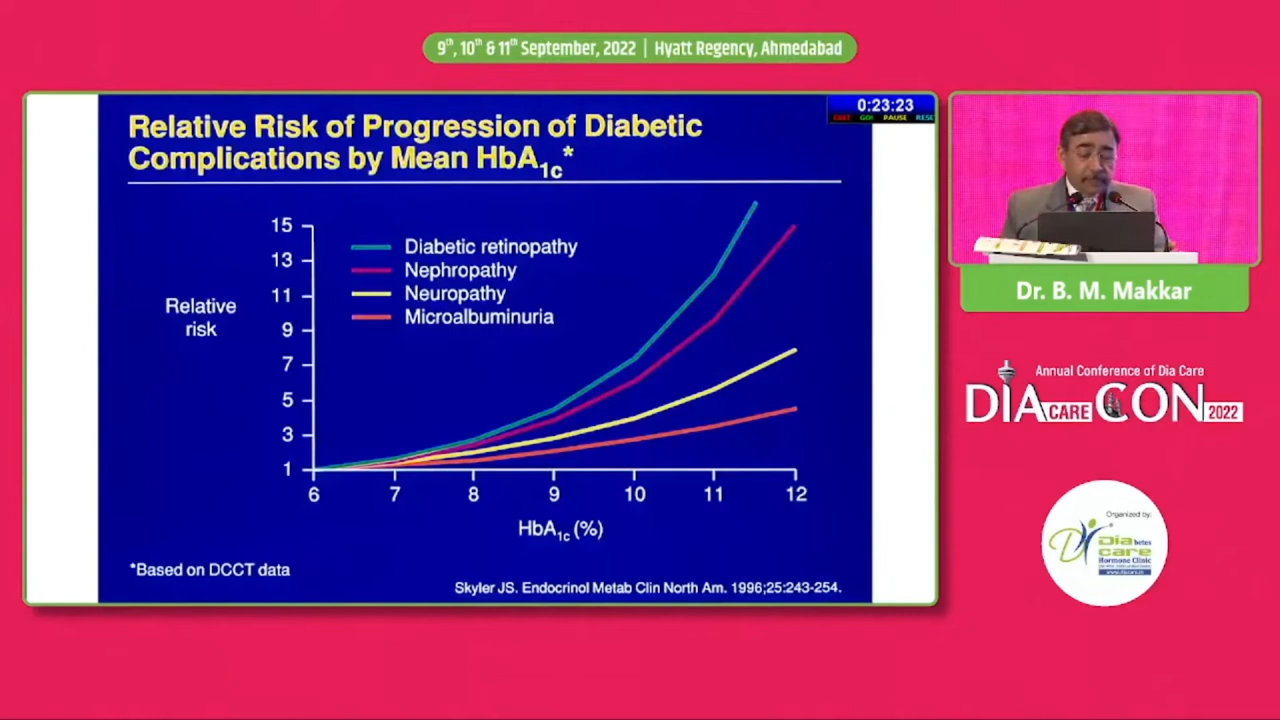 9th, 10th & 11th September, 2022 | Hyatt Regency, Ahmedabad
Relative Risk of Progression of Diabetic
Complications by Mean HbA1c*
0:23:23
PAUSE
15
13
11
9
7
5
3
1
Relative
risk
Diabetic retinopathy
Nephropathy
Neuropathy
Microalbuminuria
6 7 8 9 10 11 12
HbA1c (%)
*Based on DCCT data
Skyler JS. Endocrinol Metab Clin North Am. 1996;25:243-254.
Dr. B. M. Makkar
Annual Conference of Dia Care
DIA CARE CON 2022
Organized by:
Diabetes
care
Hormone Clinic